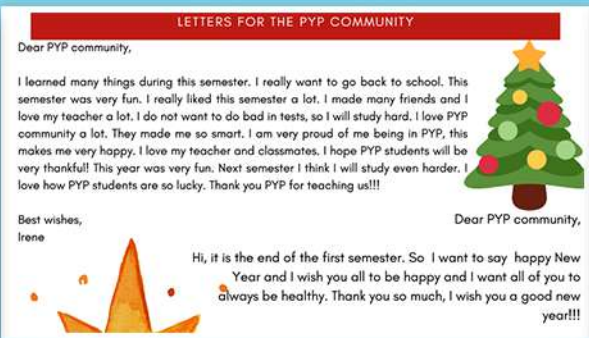 LETTERS FOR THE PYP COMMUNITY
Dear PYP community,
I learned many things during this semester. I really want to go back to school. This
semester was very fun. I really liked this semester a lot. I made many friends and I
love my teacher a lot. I do not want to do bad in tests, so I will study hard. I love PYP
community a lot. They made me so smart. I am very proud of me being in PYP, this
makes me very happy. I love my teacher and classmates. I hope PYP students will be
very thankful! This year was very fun. Next semester I think I will study even harder. I
love how PYP students are so lucky. Thank you PYP for teaching us!!!
Best wishes,
Irene
Dear PYP community,
Hi, it is the end of the first semester. So I want to say happy New
Year and I wish you all to be happy and I want all of you to
always be healthy. Thank you so much, I wish you a good new
year!!!